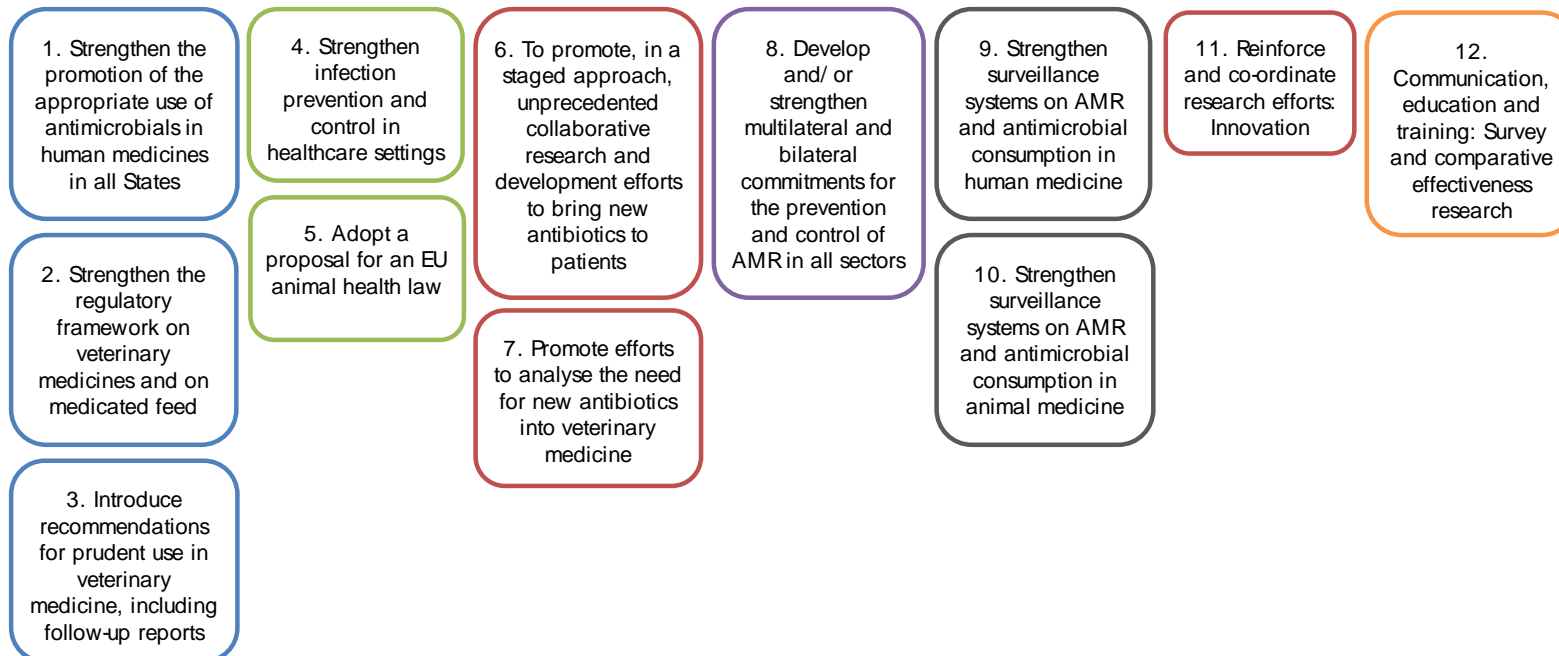 1. Strengthen the
promotion of the
appropriate use of
antimicrobials in
human medicines
in all States
2. Strengthen the
regulatory
framework on
veterinary
medicines and on
medicated feed
3. Introduce
recommendations
for prudent use in
veterinary
medicine, including
follow-up reports
4. Strengthen
infection
prevention and
control in
healthcare settings
5. Adopt a
proposal for an EU
animal health law
6. To promote, in a
staged approach,
unprecedented
collaborative
research and
development efforts
to bring new
antibiotics to
patients
7. Promote efforts
to analyse the need
for new antibiotics
into veterinary
medicine
8. Develop
and/ or
strengthen
multilateral and
bilateral
commitments for
the prevention
and control of
AMR in all sectors
9. Strengthen
surveillance
systems on AMR
and antimicrobial
consumption in
human medicine
10. Strengthen
surveillance
systems on AMR
and antimicrobial
consumption in
animal medicine
11. Reinforce
and co-ordinate
research efforts:
Innovation
12.
Communication,
education and
training: Survey
and comparative
effectiveness
research